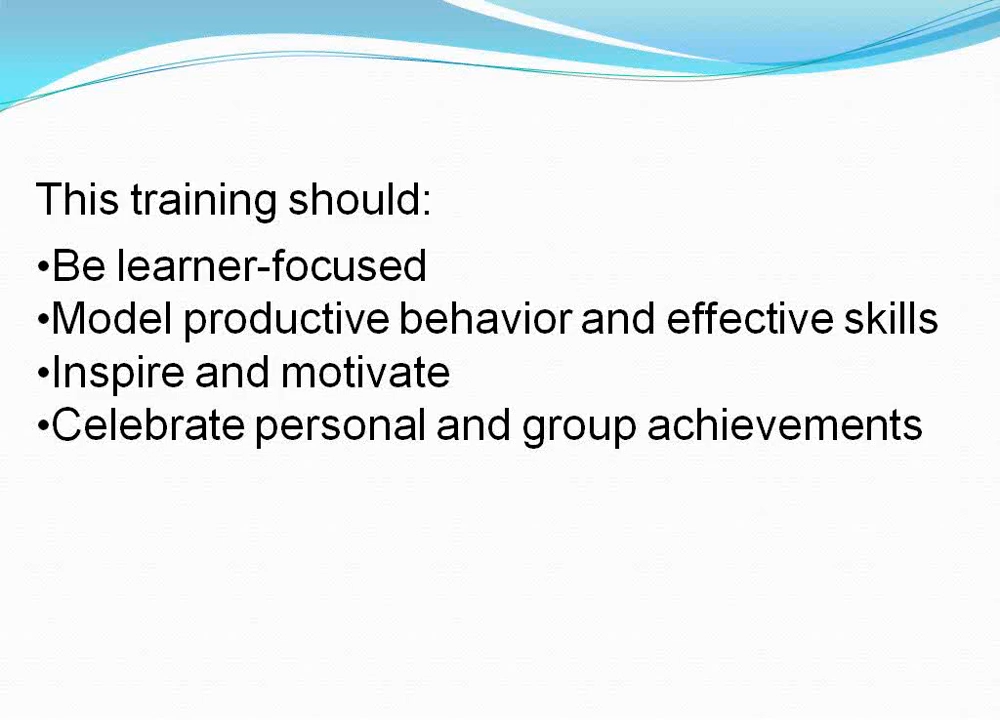 This training should:
•Be learner-focused
•Model productive behavior and effective skills
•Inspire and motivate
•Celebrate personal and group achievements